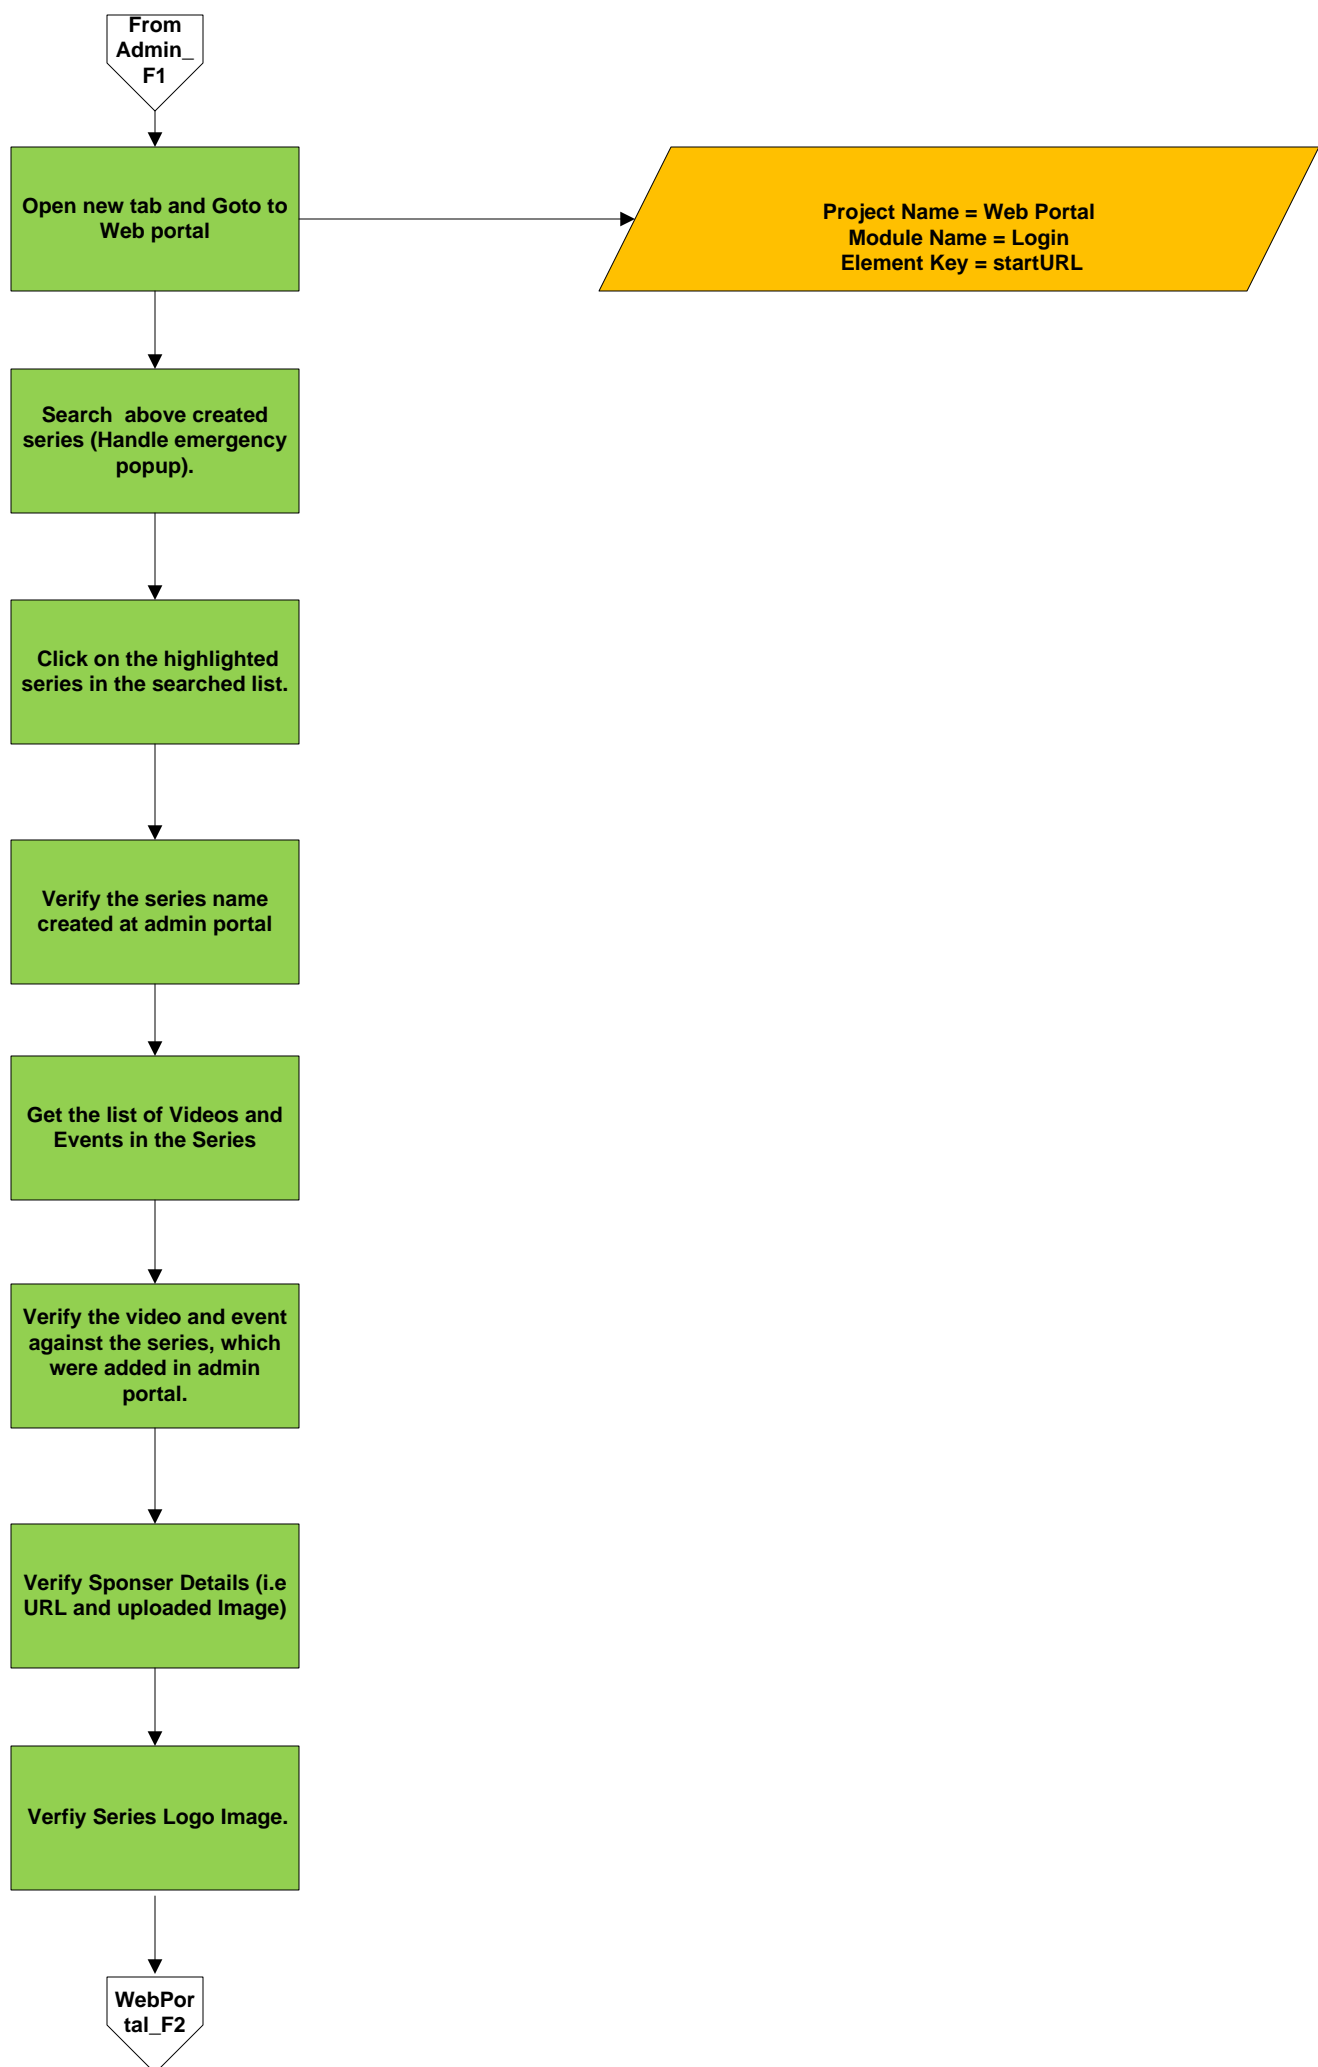 From
Admin_
F1
Open new tab and Goto to
Web portal
Project Name = Web Portal
Module Name = Login
Element Key = startURL
Search  above created
series (Handle emergency
popup).
Click on the highlighted
series in the searched list.
Verify the series name
created at admin portal
Get the list of Videos and
Events in the Series
Verify the video and event
against the series, which
were added in admin
portal.
Verify Sponser Details (i.e
URL and uploaded Image)
Verfiy Series Logo Image.
WebPor
tal_F2